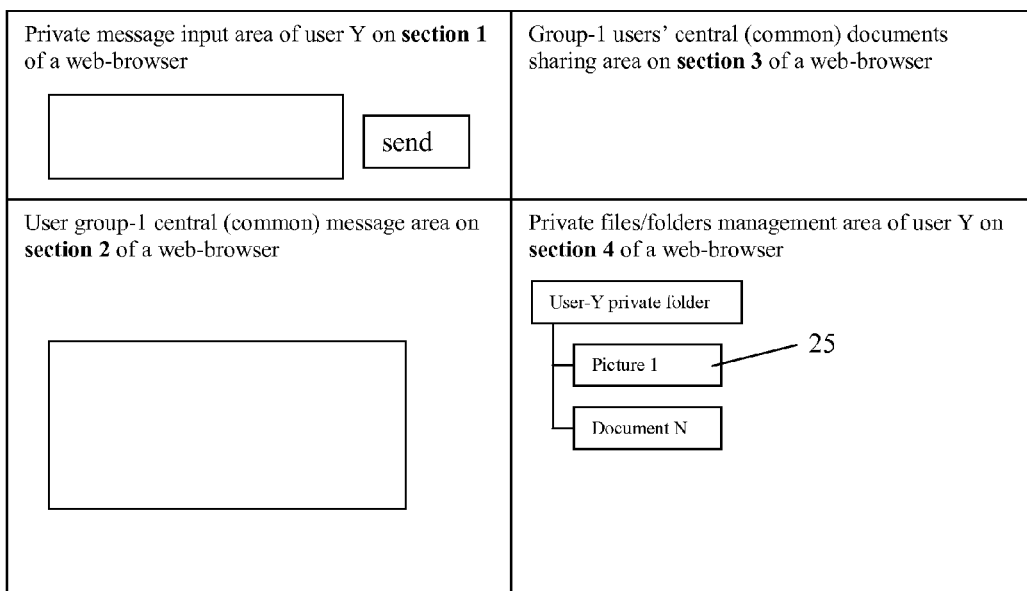 Private message input area of user Y on section 1
of a web-browser
send
Group-1 users' central (common) documents
sharing area on section 3 of a web-browser
User group-1 central (common) message area on
section 2 of a web-browser
Private files/folders management area of user Y on
section 4 of a web-browser
User-Y private folder
Picture 1
25
Document N